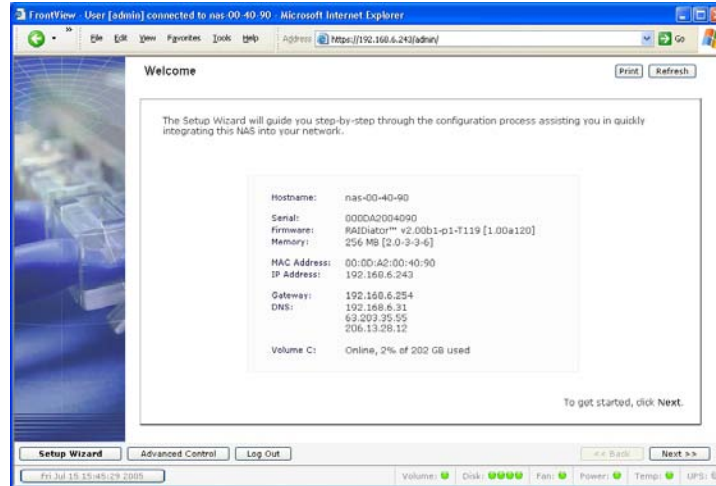 FrontView - User [admin] connected to nas-00-40-90 - Microsoft Internet Explorer
File Edit View Favorites Tools Help Address https://192.168.6.243/admin/ Go
Welcome Print Refresh
The Setup Wizard will guide you step-by-step through the configuration process assisting you in quickly
integrating this NAS into your network.
Hostname: nas-00-40-90
Serial: 000DA2004090
Firmware: RAIDiator™ v2.00b1-p1-T119 [1.00a120]
Memory: 256 MB [2.0-3-3-6]
MAC Address: 00:0D:A2:00:40:90
IP Address: 192.168.6.243
Gateway: 192.168.6.254
DNS: 192.168.6.31
63.203.35.55
206.13.28.12
Volume C: Online, 2% of 202 GB used
To get started, click Next.
Setup Wizard Advanced Control Log Out << Back Next >>
Fri Jul 15 15:45:29 2005 Volume: Disk: Fan: Power: Temp: UPS: